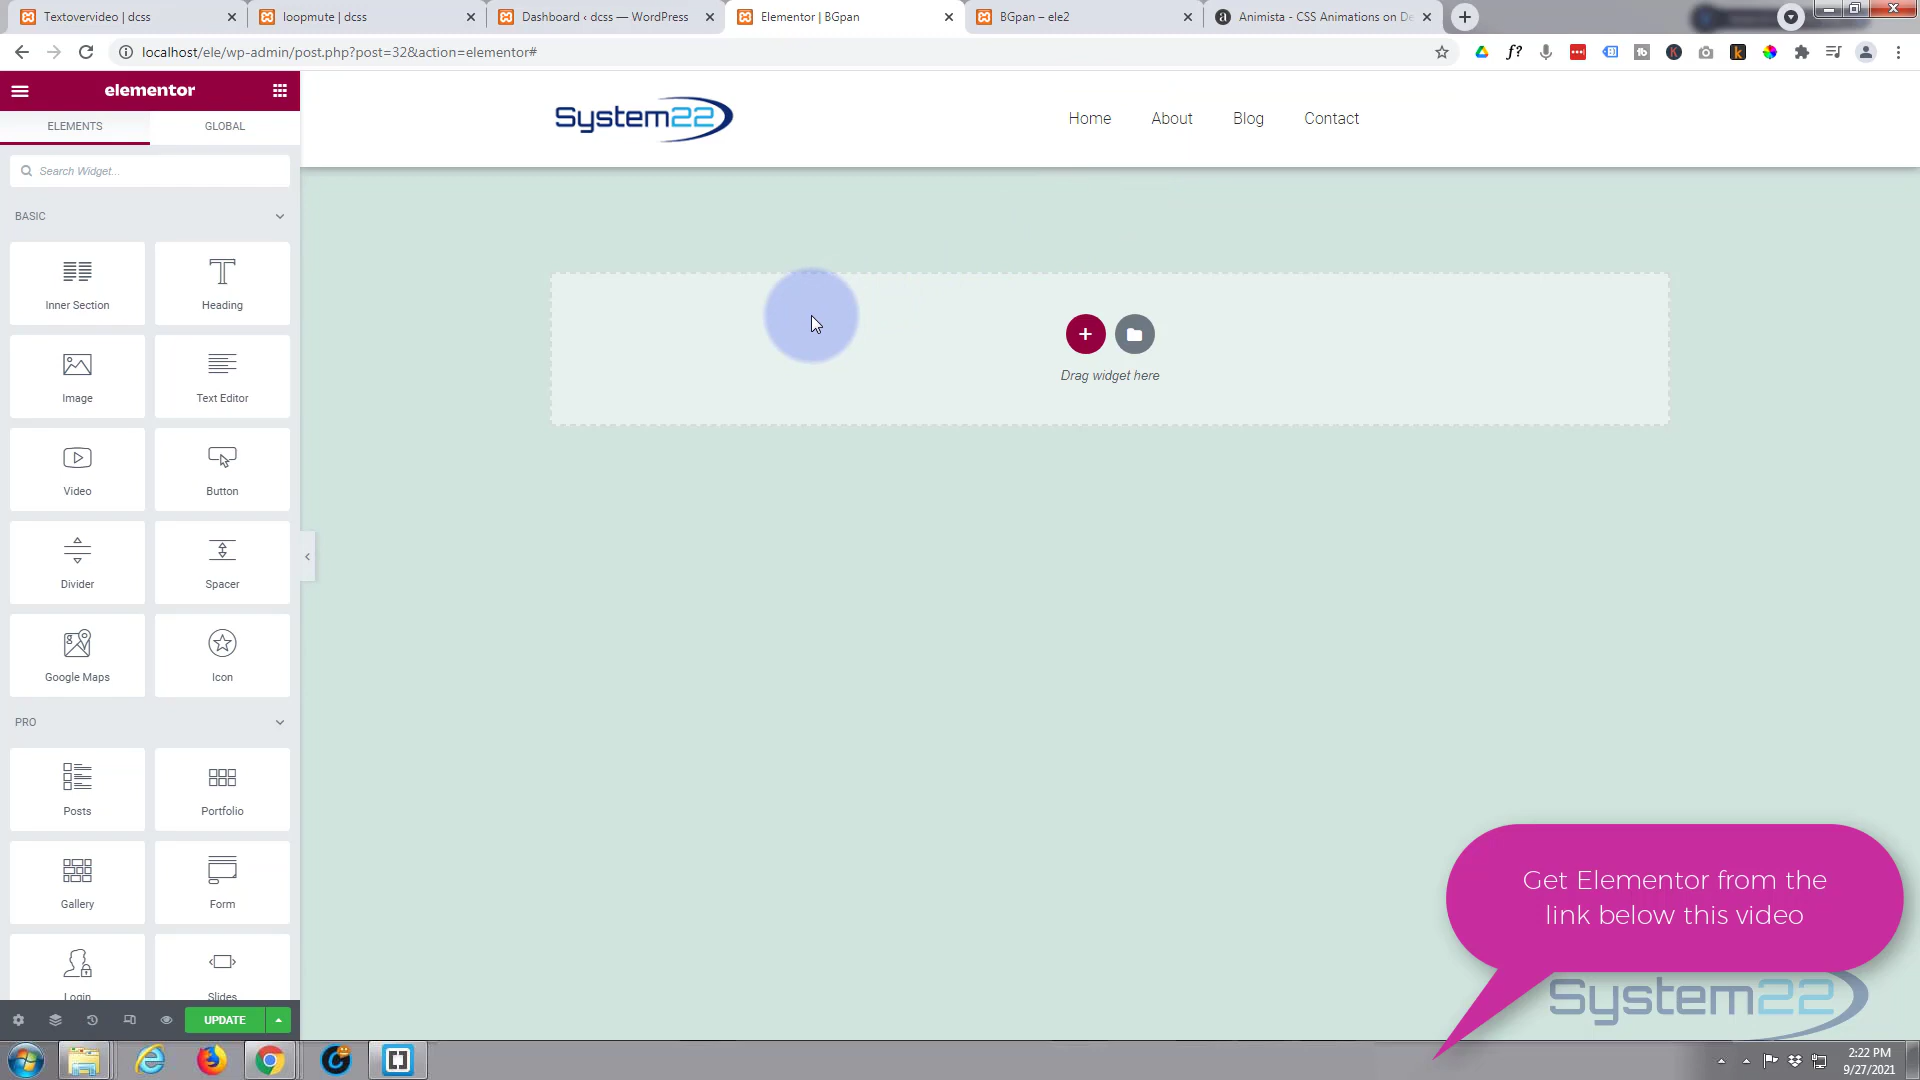 Textovervideo | dcss
loopmute | dcss
Dashboard ‹ dcss — WordPress
Elementor | BGpan
BGpan – ele2
Animista - CSS Animations on De
localhost/ele/wp-admin/post.php?post=32&action=elementor#
elementor
ELEMENTS
GLOBAL
Search Widget...
BASIC
Inner Section
Heading
Image
Text Editor
Video
Button
Divider
Spacer
Google Maps
Icon
PRO
Posts
Portfolio
Gallery
Form
Login
Slides
UPDATE
System22
Home
About
Blog
Contact
Drag widget here
Get Elementor from the
link below this video
System22
2:22 PM
9/27/2021